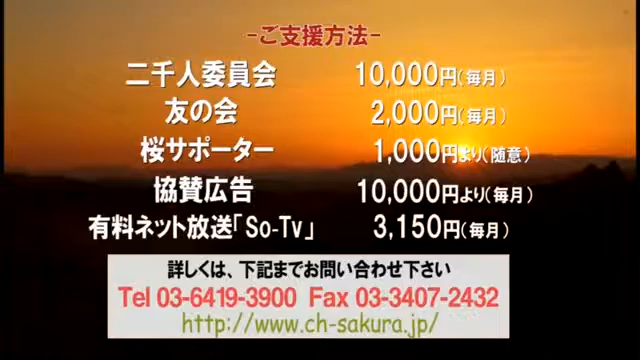 -ご支援方法-
二千人委員会 10,000円(毎月)
友の会 2,000円(毎月)
桜サポーター 1,000円より(随意)
協賛広告 10,000円より(毎月)
有料ネット放送「So-Tv」 3,150円(毎月)
詳しくは、下記までお問い合わせ下さい
Tel 03-6419-3900 Fax 03-3407-2432
http://www.ch-sakura.jp/